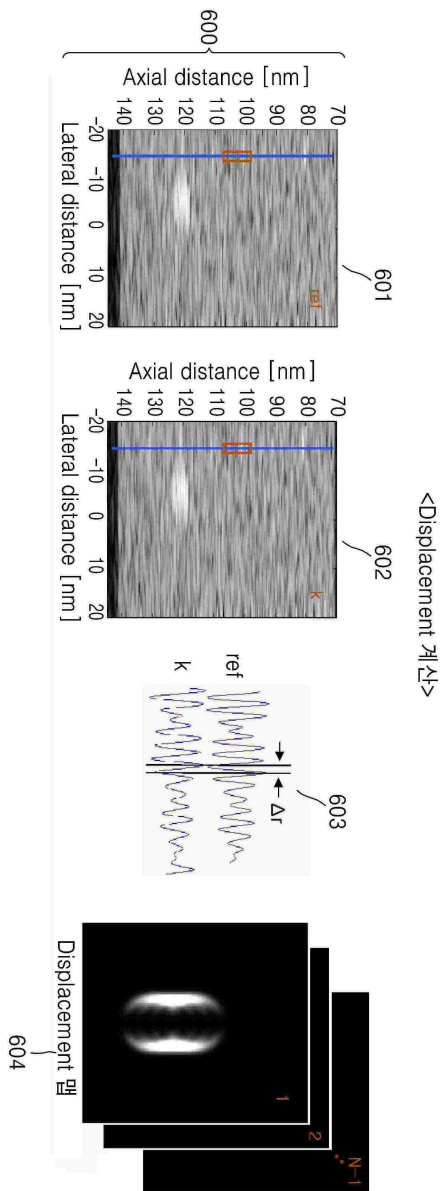 <Displacement 계산>
600
601
Axial distance [nm]
70
80
90
100
110
120
130
140
ref
-20 -10 0 10 20
Lateral distance [nm]
602
Axial distance [nm]
70
80
90
100
110
120
130
140
k
-20 -10 0 10 20
Lateral distance [nm]
603
Δr
ref
k
1
2
N-1
Displacement 맵
604